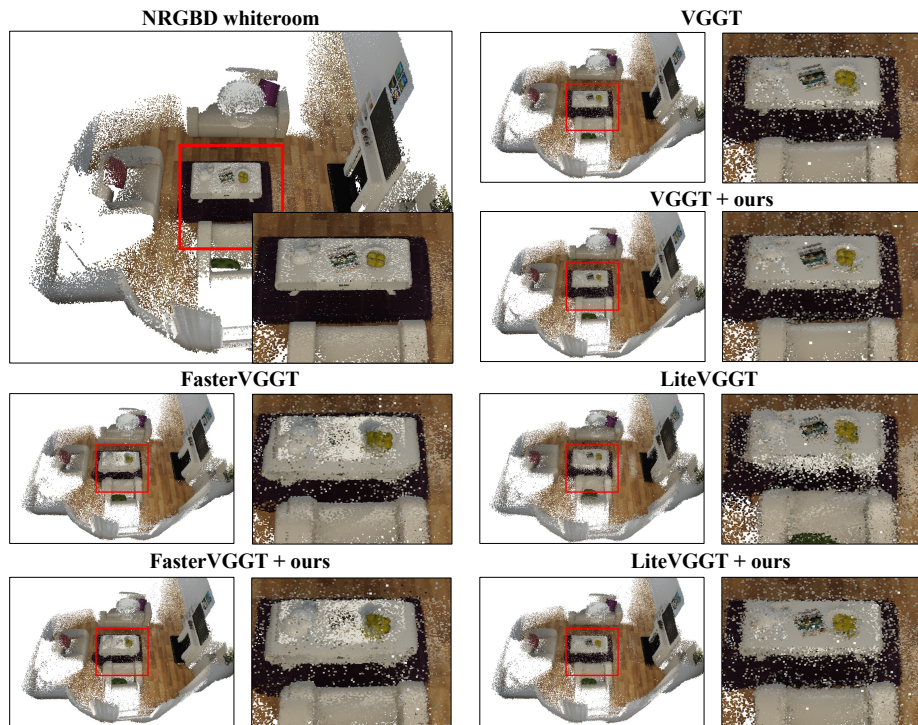 NRGBD whiteroom
VGGT
VGGT + ours
FasterVGGT
LiteVGGT
FasterVGGT + ours
LiteVGGT + ours